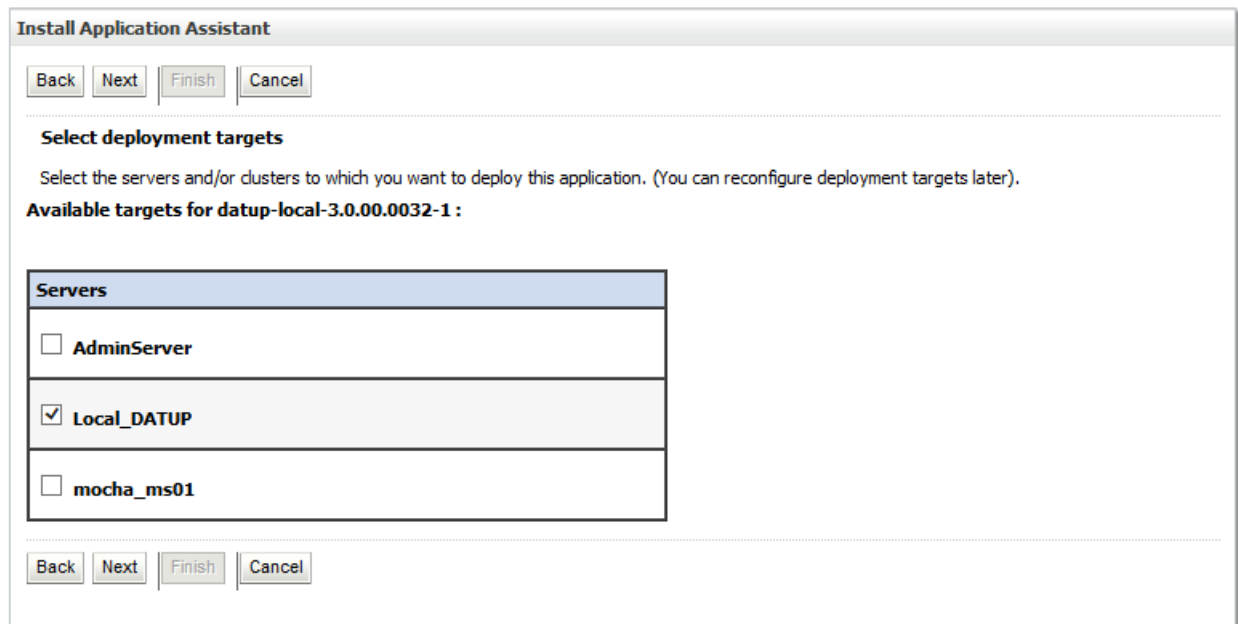 Install Application Assistant
Back Next Finish Cancel
Select deployment targets
Select the servers and/or clusters to which you want to deploy this application. (You can reconfigure deployment targets later).
Available targets for datup-local-3.0.00.0032-1 :
Servers
AdminServer
Local_DATUP
mocha_ms01
Back Next Finish Cancel